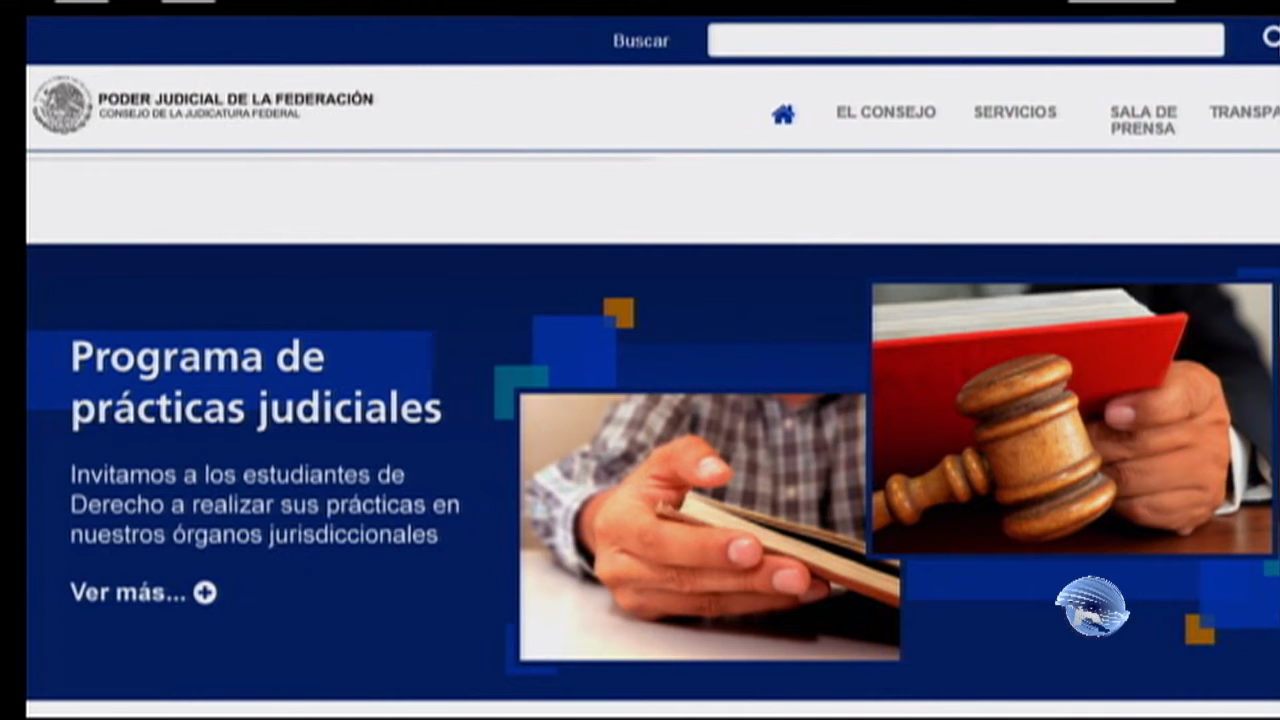 Buscar
PODER JUDICIAL DE LA FEDERACIÓN
CONSEJO DE LA JUDICATURA FEDERAL
EL CONSEJO
SERVICIOS
SALA DE
PRENSA
TRANSPA
Programa de
prácticas judiciales
Invitamos a los estudiantes de
Derecho a realizar sus prácticas en
nuestros órganos jurisdiccionales
Ver más...